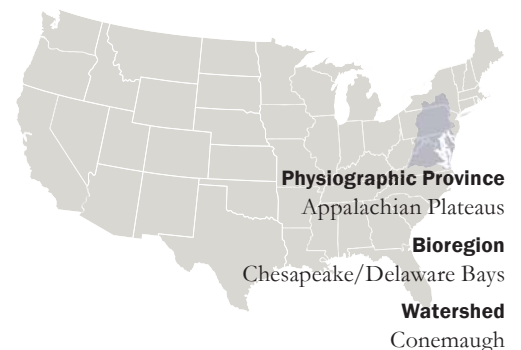 Physiographic Province
Appalachian Plateaus
Bioregion
Chesapeake/Delaware Bays
Watershed
Conemaugh